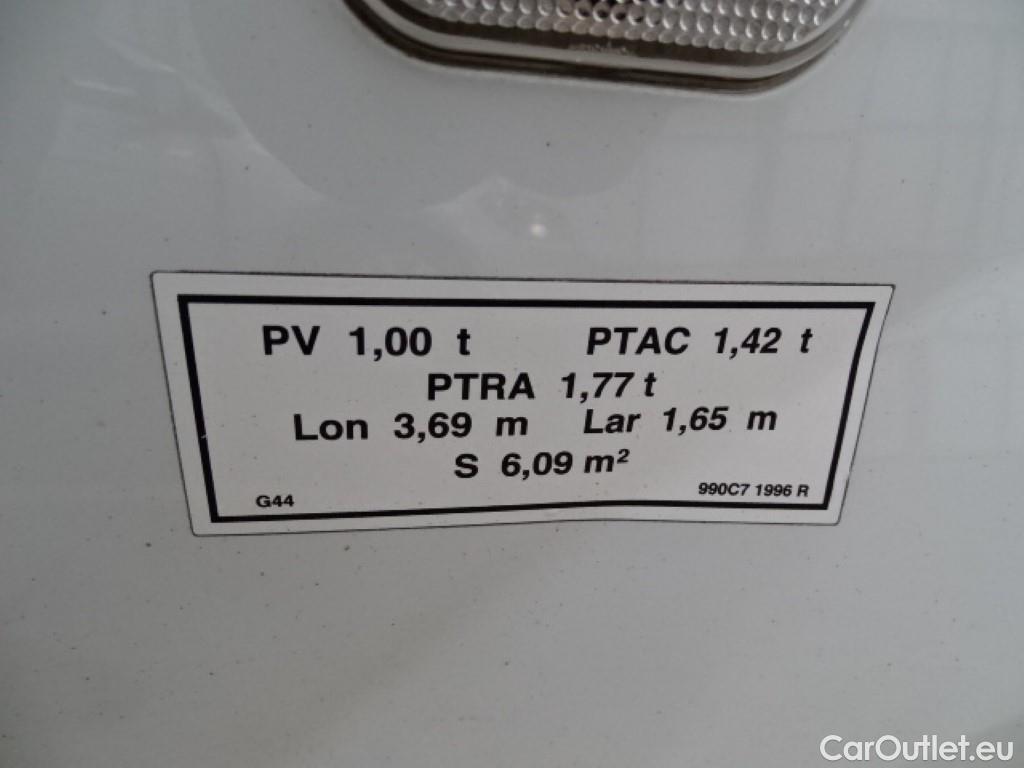 PV 1,00 t PTAC 1,42 t
PTRA 1,77 t
Lon 3,69 m Lar 1,65 m
S 6,09 m²
G44 990C7 1996 R
CarOutlet.eu